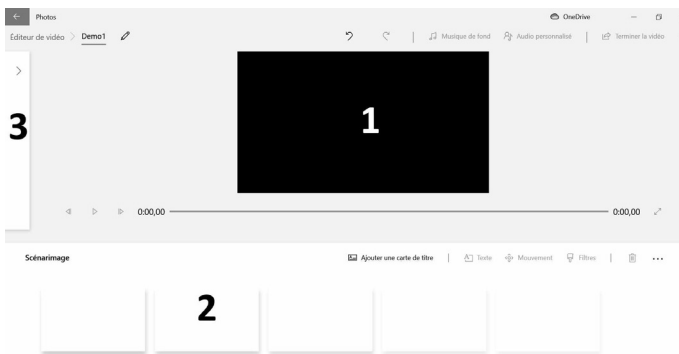 Photos
OneDrive
Éditeur de vidéo > Demo1
Musique de fond
Audio personnalisé
Terminer la vidéo
3
1
0:00,00
0:00,00
Scénarimage
Ajouter une carte de titre
Texte
Mouvement
Filtres
2